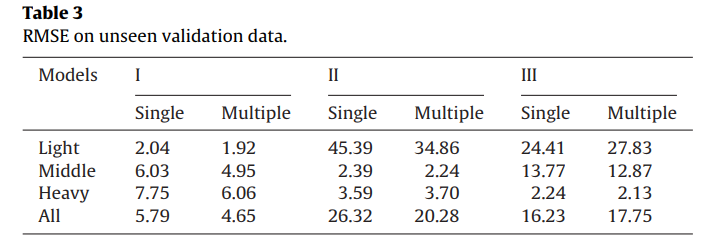 Table 3
RMSE on unseen validation data.
Models I II III
Single Multiple Single Multiple Single Multiple
Light 2.04 1.92 45.39 34.86 24.41 27.83
Middle 6.03 4.95 2.39 2.24 13.77 12.87
Heavy 7.75 6.06 3.59 3.70 2.24 2.13
All 5.79 4.65 26.32 20.28 16.23 17.75